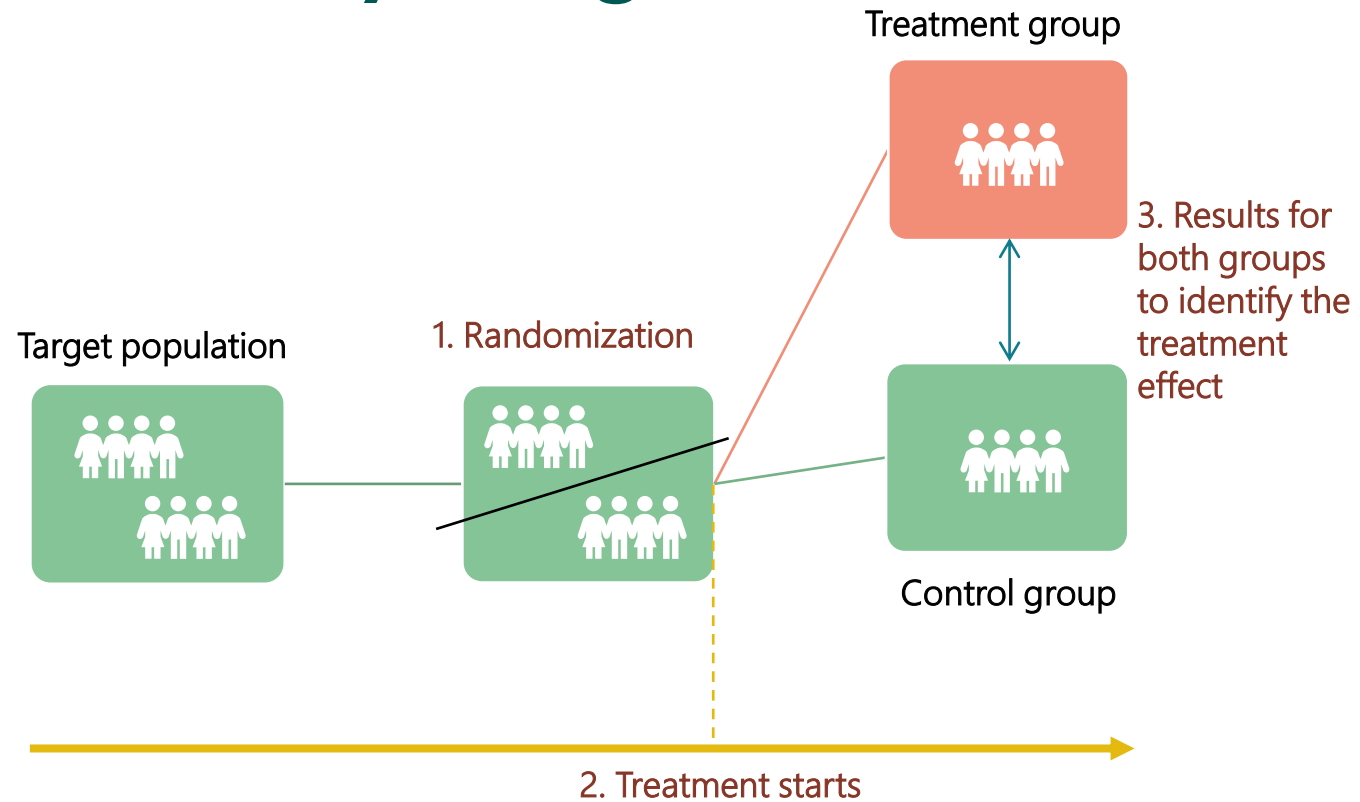 Treatment group
3. Results for
both groups
to identify the
treatment
effect
1. Randomization
Target population
Control group
2. Treatment starts